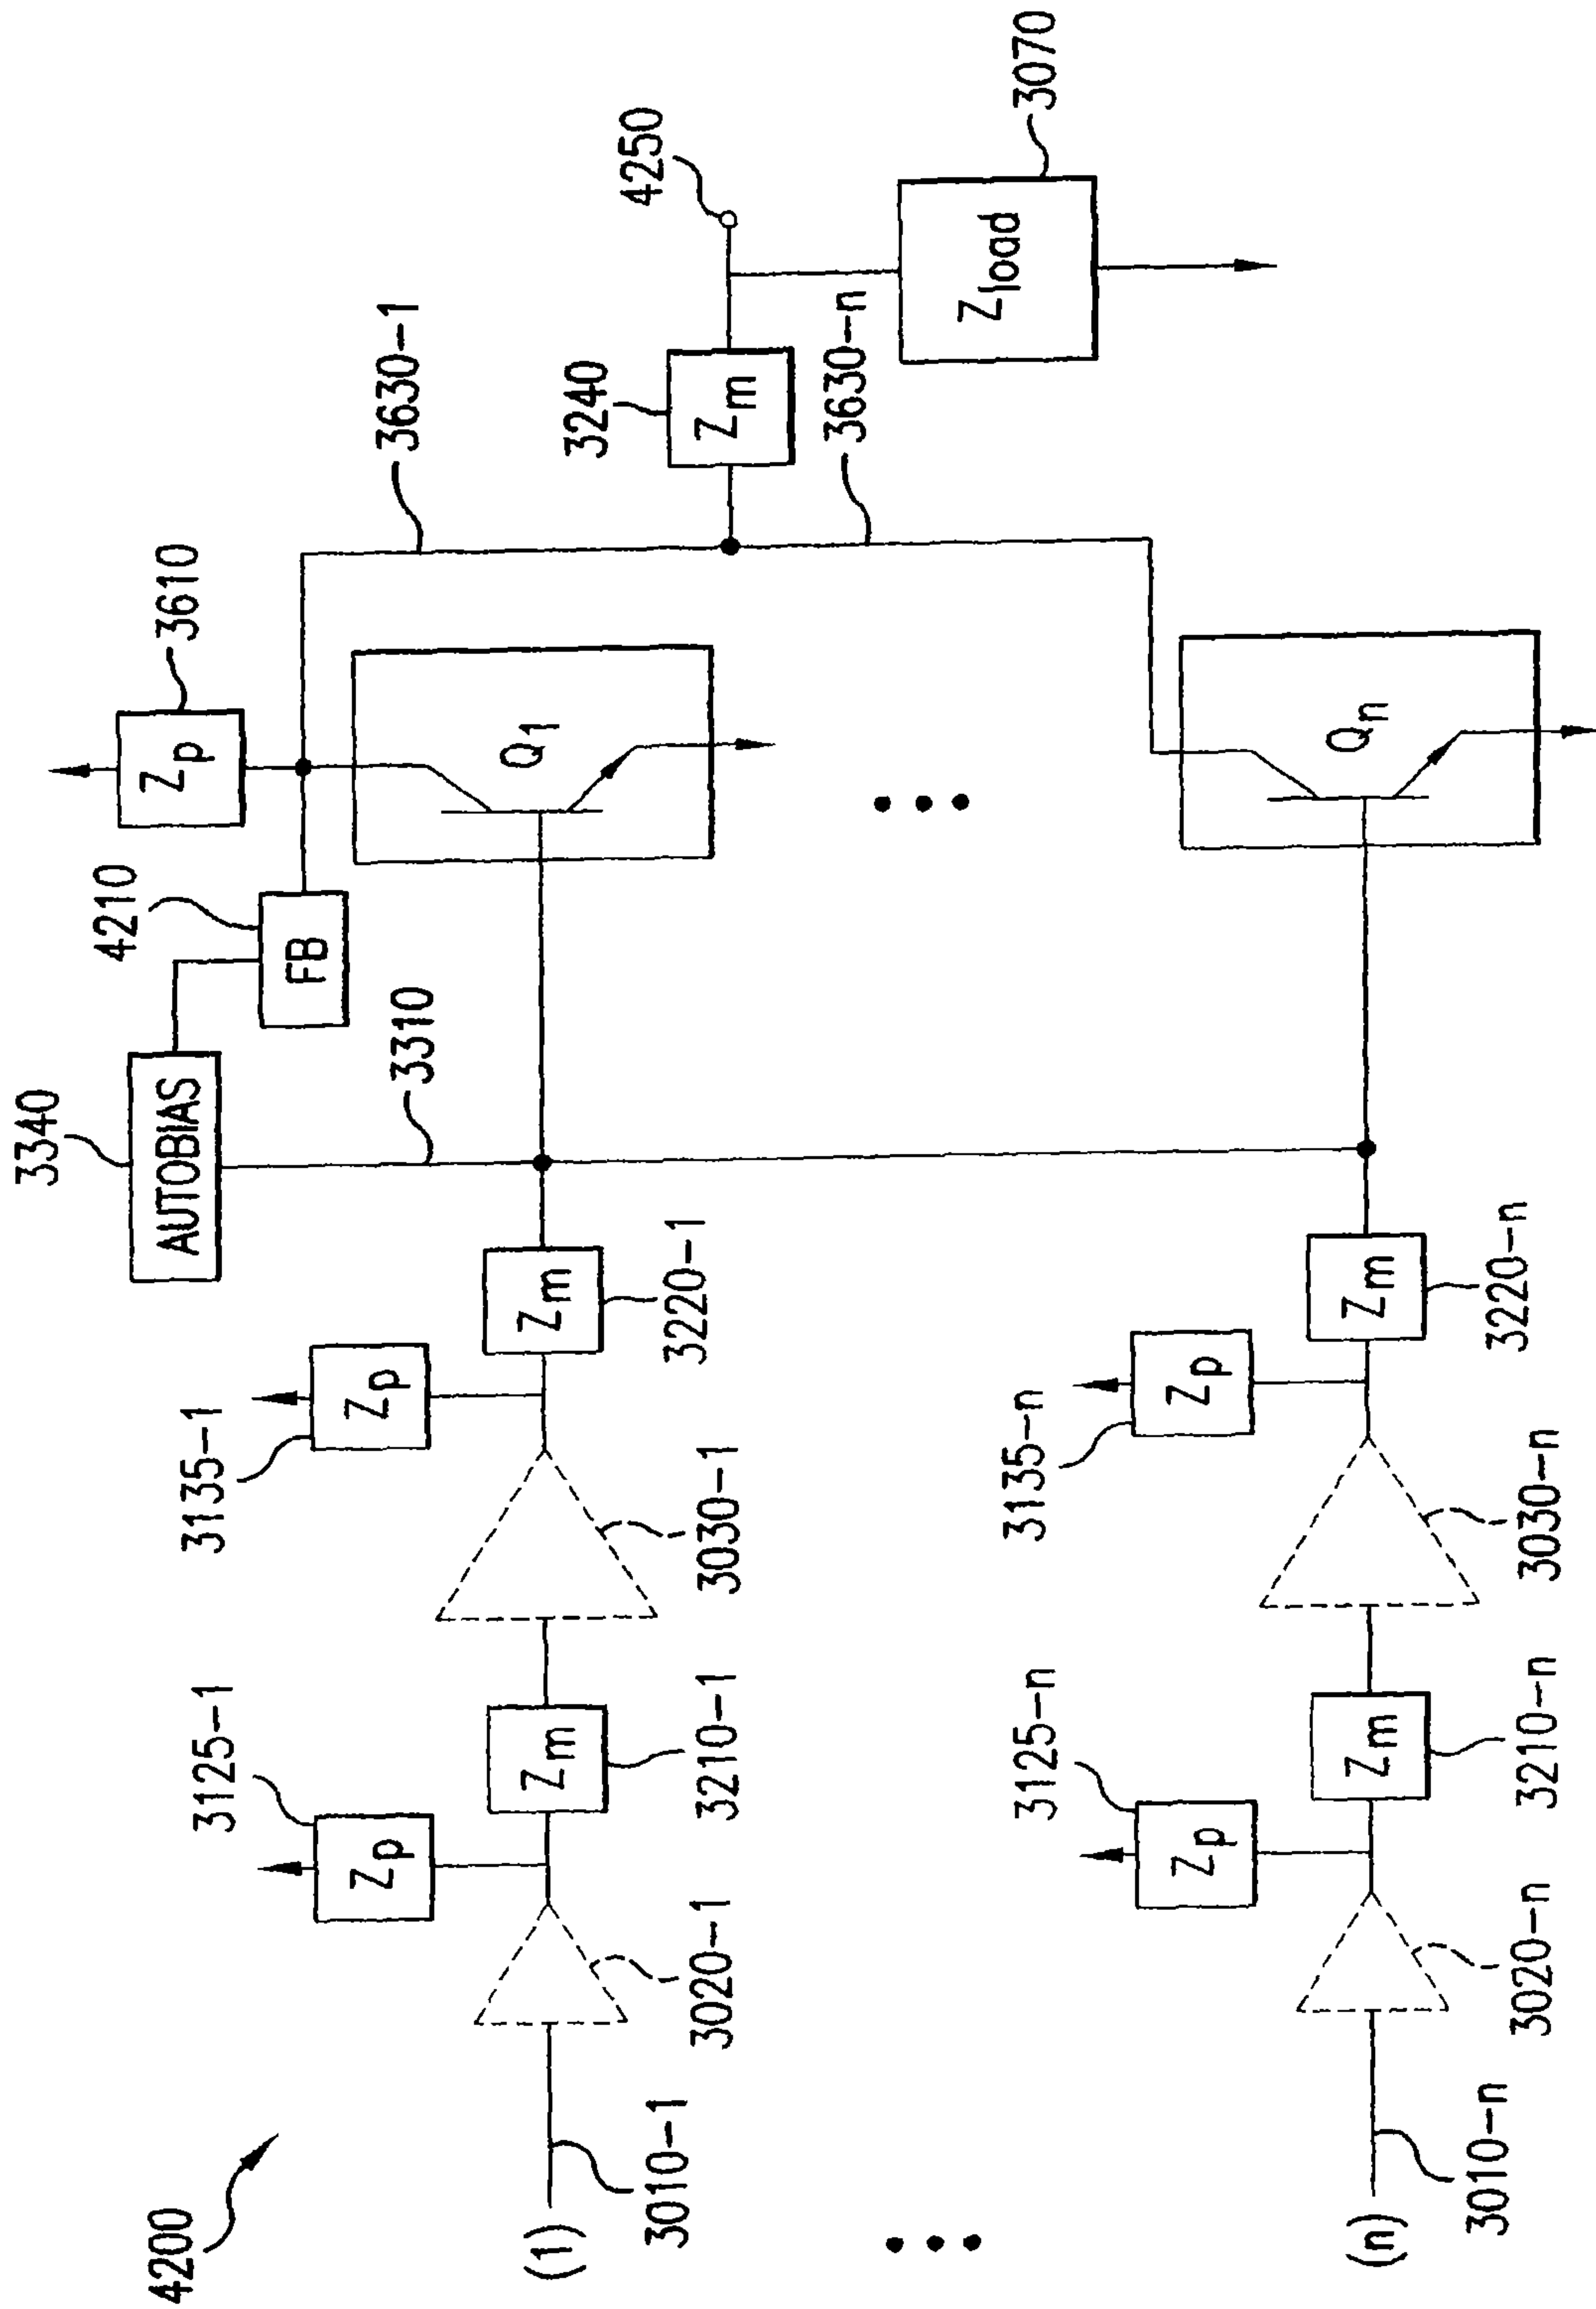 4200
3340
AUTOBIAS
4210
FB
3610
Zp
3310
3630-1
4250
3125-1
Zp
3135-1
Zp
Q1
3240
Zm
(1)
Zm
Zm
3010-1
3020-1
3210-1
3030-1
3220-1
3630-n
Zload
3070
3125-n
Zp
3135-n
Zp
Qn
(n)
Zm
Zm
3010-n
3020-n
3210-n
3030-n
3220-n